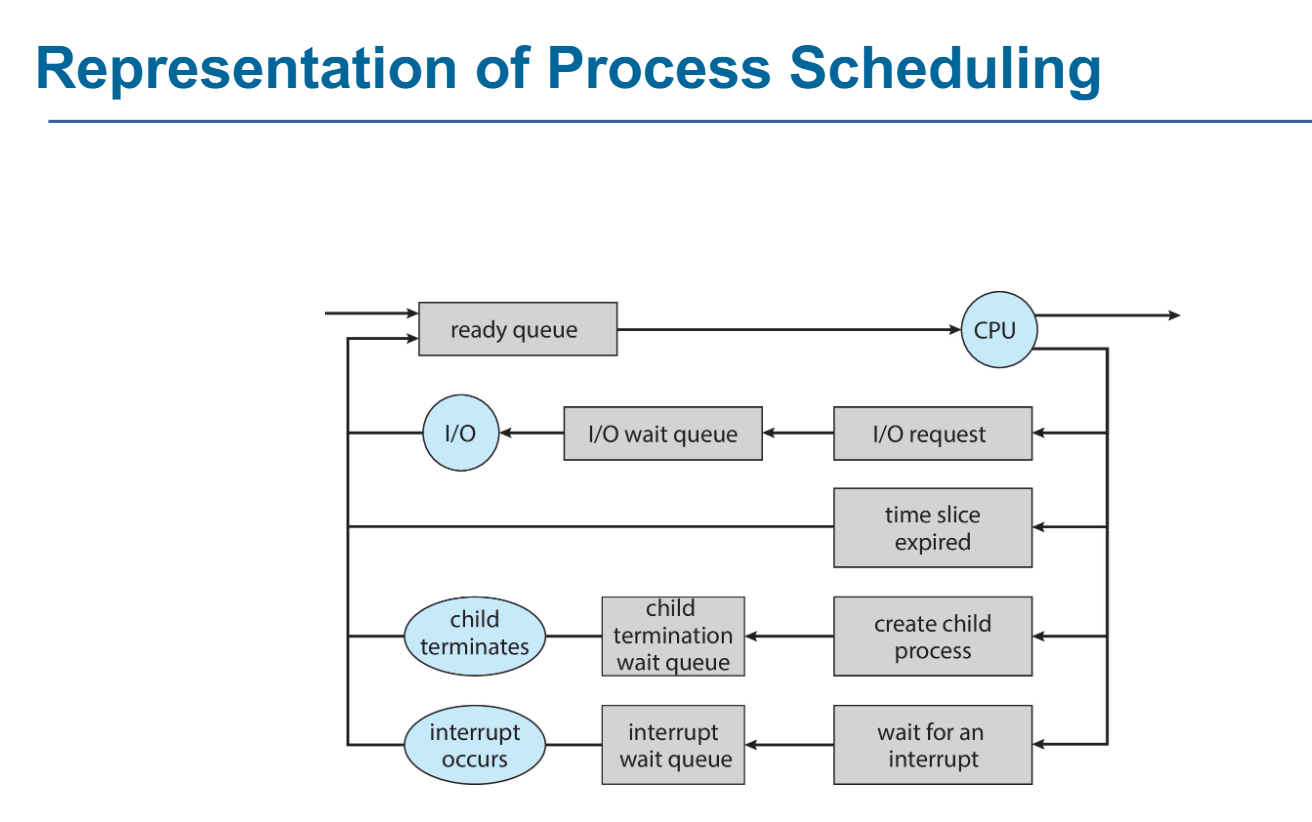 Representation of Process Scheduling
ready queue
CPU
I/O
I/O wait queue
I/O request
time slice
expired
child
terminates
child
termination
wait queue
create child
process
interrupt
occurs
interrupt
wait queue
wait for an
interrupt